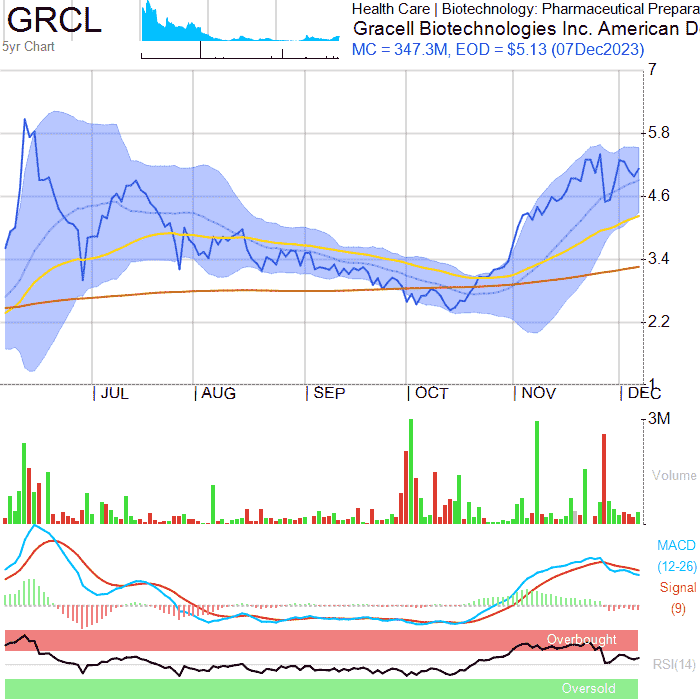 GRCL
5yr Chart
Health Care | Biotechnology: Pharmaceutical Prepara
Gracell Biotechnologies Inc. American D
MC = 347.3M, EOD = $5.13 (07Dec2023)
7
5.8
4.6
3.4
2.2
1
JUL
AUG
SEP
OCT
NOV
DEC
3M
Volume
MACD
(12-26)
Signal
(9)
Overbought
RSI(14)
Oversold